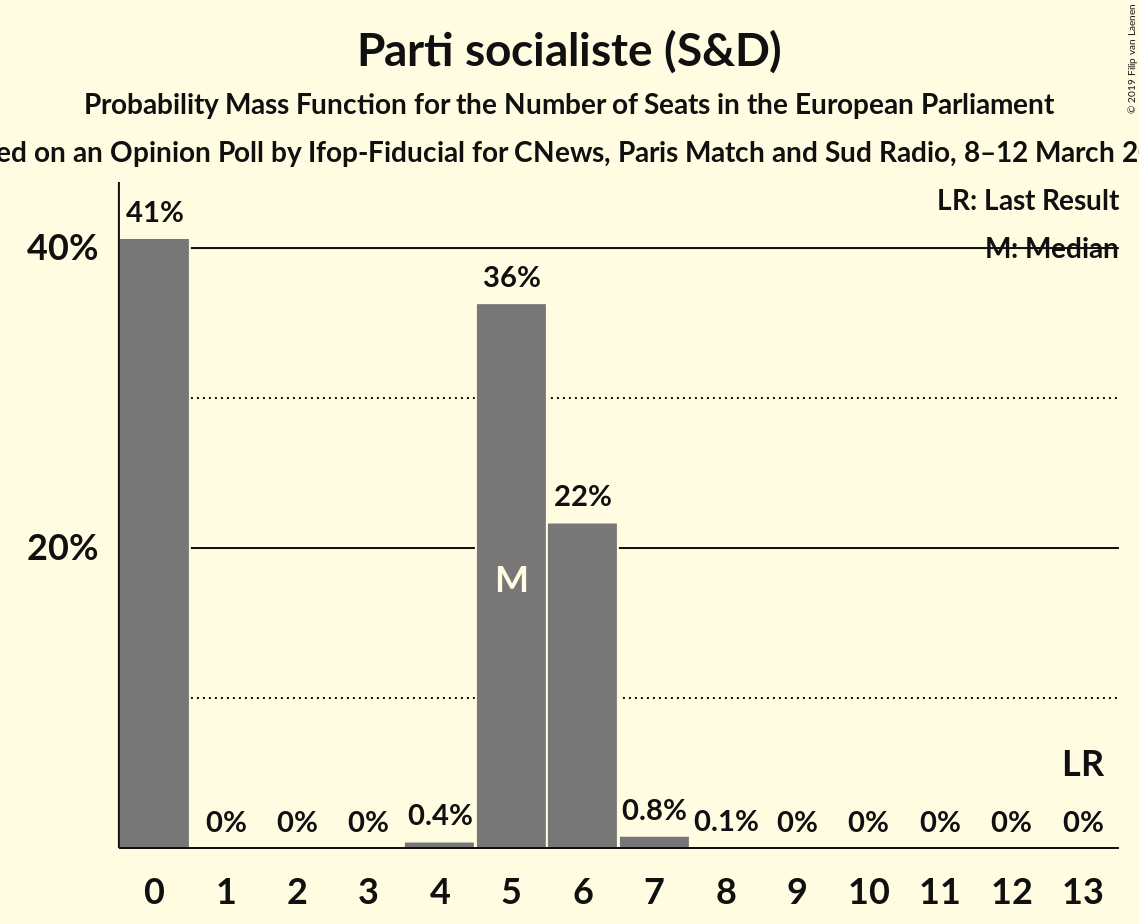 Parti socialiste (S&D)
Probability Mass Function for the Number of Seats in the European Parliament
ed on an Opinion Poll by Ifop-Fiducial for CNews, Paris Match and Sud Radio, 8–12 March 20
© 2019 Filip van Laenen
LR: Last Result
M: Median
41%
40%
36%
22%
20%
M
LR
0% 0% 0% 0.4% 0.8% 0.1% 0% 0% 0% 0% 0%
0 1 2 3 4 5 6 7 8 9 10 11 12 13